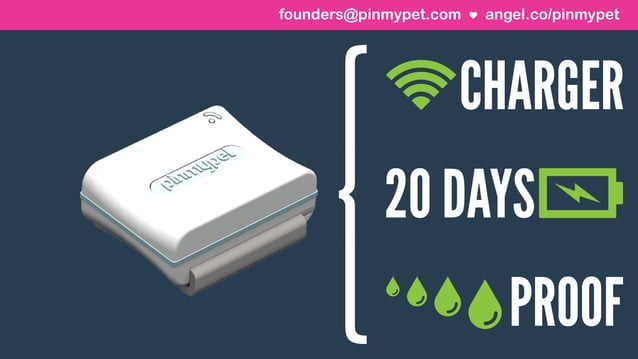 founders@pinmypet.com ♥ angel.co/pinmypet
pinmypet
CHARGER
20 DAYS
PROOF